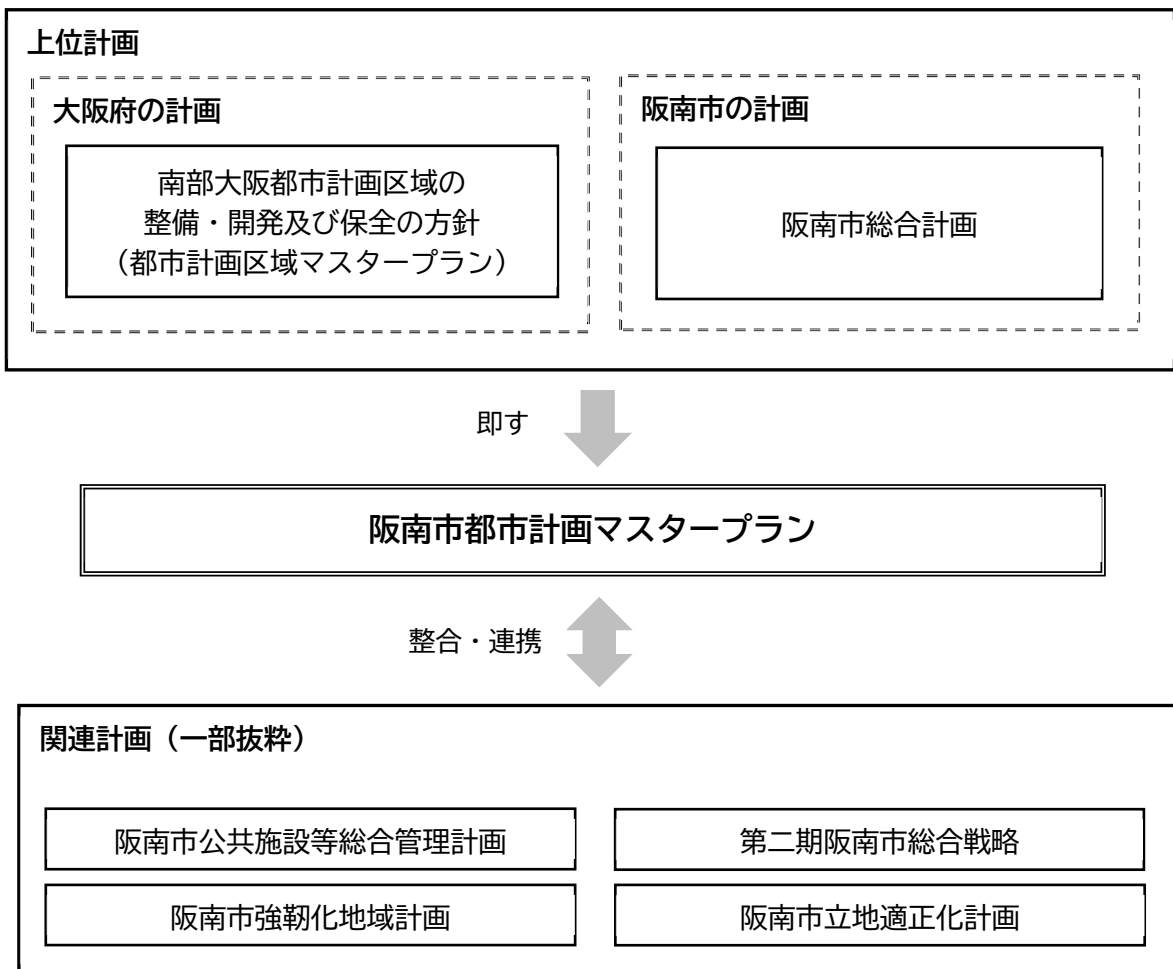 上位計画
大阪府の計画
南部大阪都市計画区域の
整備・開発及び保全の方針
（都市計画区域マスタープラン）
阪南市の計画
阪南市総合計画
即す
阪南市都市計画マスタープラン
整合・連携
関連計画（一部抜粋）
阪南市公共施設等総合管理計画
第二期阪南市総合戦略
阪南市強靭化地域計画
阪南市立地適正化計画